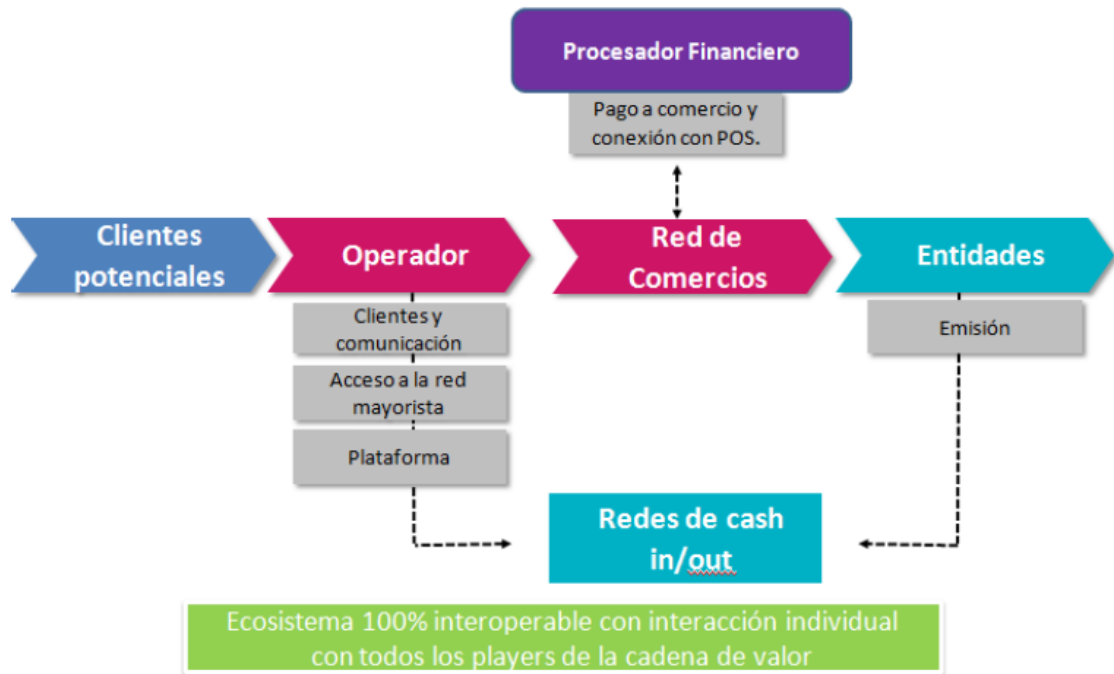 Procesador Financiero
Pago a comercio y
conexión con POS.
Clientes
potenciales
Operador
Red de
Comercios
Entidades
Clientes y
comunicación
Acceso a la red
mayorista
Plataforma
Emisión
Redes de cash
in/out
Ecosistema 100% interoperable con interacción individual
con todos los players de la cadena de valor